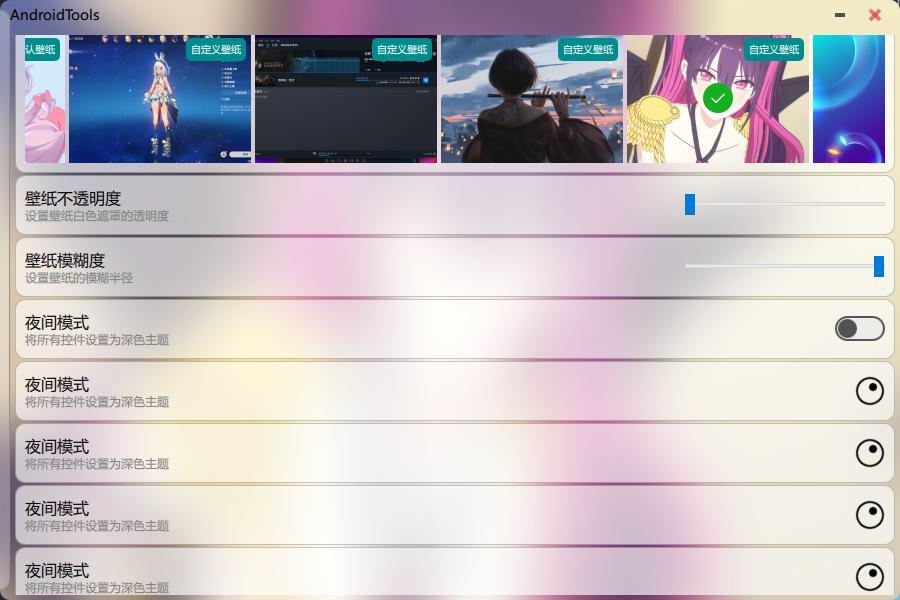 AndroidTools
认壁纸
自定义壁纸
自定义壁纸
自定义壁纸
自定义壁纸
壁纸不透明度
设置壁纸白色遮罩的透明度
壁纸模糊度
设置壁纸的模糊半径
夜间模式
将所有控件设置为深色主题
夜间模式
将所有控件设置为深色主题
夜间模式
将所有控件设置为深色主题
夜间模式
将所有控件设置为深色主题
夜间模式
将所有控件设置为深色主题